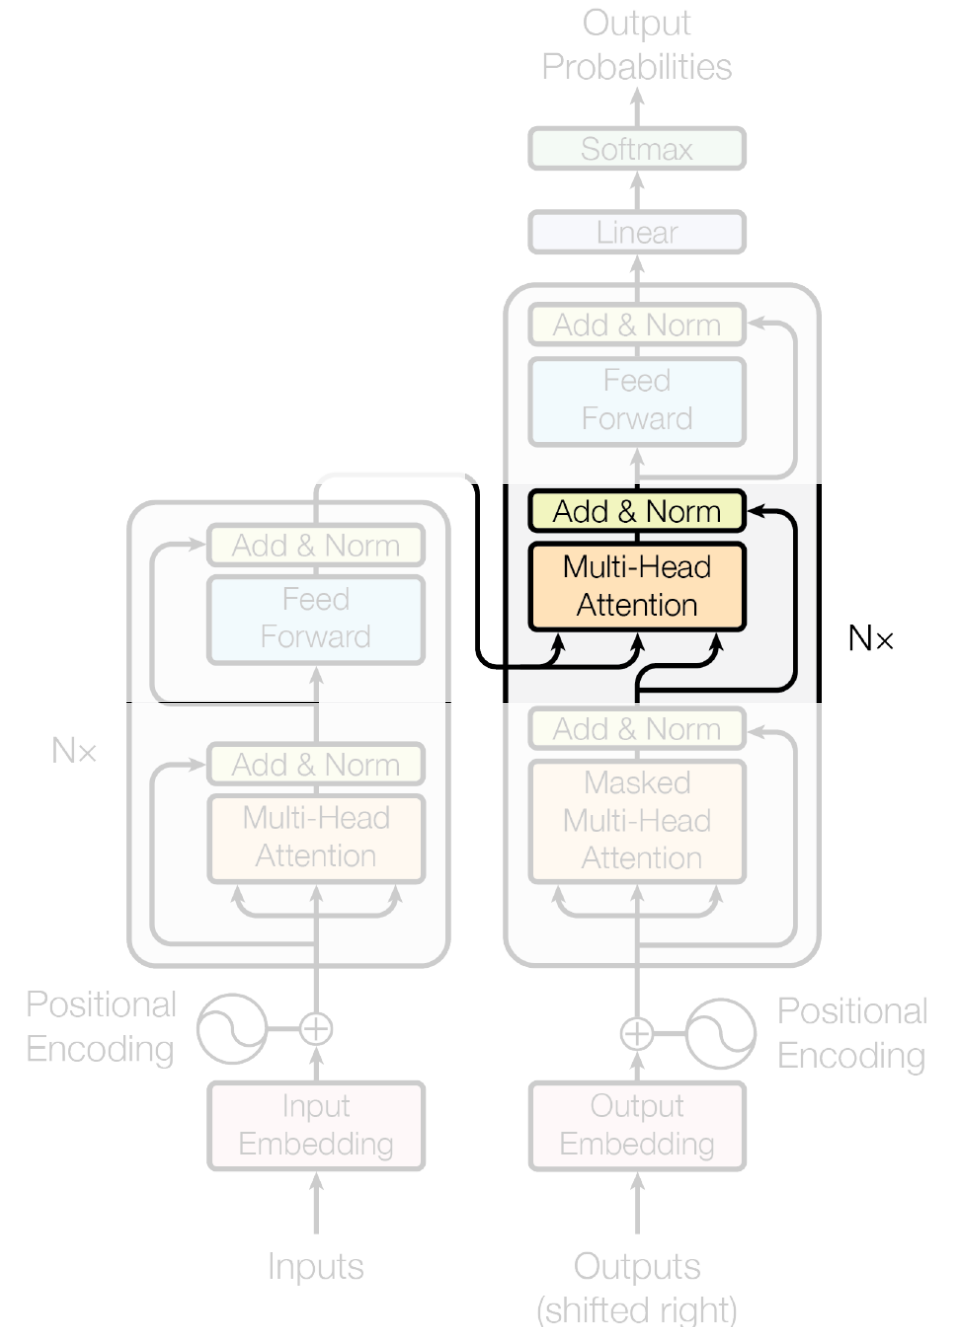 Output
Probabilities
Softmax
Linear
Add & Norm
Feed
Forward
Add & Norm
Multi-Head
Attention
Nx
Add & Norm
Masked
Multi-Head
Attention
Add & Norm
Feed
Forward
Nx
Add & Norm
Multi-Head
Attention
Positional
Encoding
Positional
Encoding
Input
Embedding
Output
Embedding
Inputs
Outputs
(shifted right)